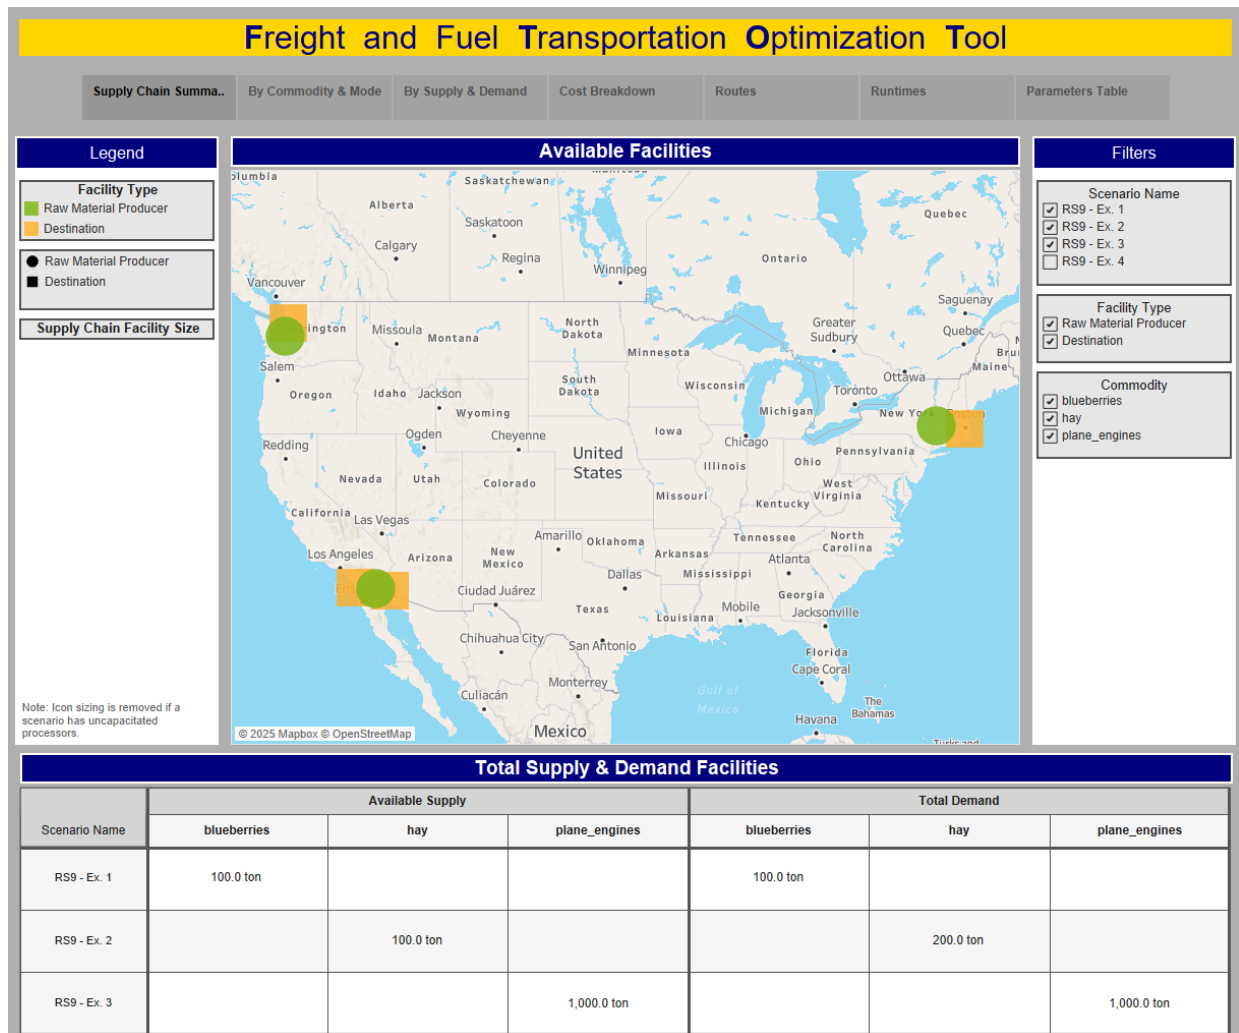 Freight and Fuel Transportation Optimization Tool
Supply Chain Summa..
By Commodity & Mode
By Supply & Demand
Cost Breakdown
Routes
Runtimes
Parameters Table
Legend
Facility Type
Raw Material Producer
Destination
Raw Material Producer
Destination
Supply Chain Facility Size
Note: Icon sizing is removed if a
scenario has uncapacitated
processors.
Available Facilities
olumbia
Saskatchewan
Alberta
Saskatoon
Quebec
Calgary
Regina
Ontario
Winnipeg
Vancouver
Saguenay
ington
Missoula
Montana
North
Dakota
Greater
Sudbury
Quebec
Minnesota
Bru
Salem
Maine
Oregon
Idaho
Jackson
South
Dakota
Wisconsin
Ottawa
Toronto
Wyoming
Michigan
New York
Boston
Ogden
Cheyenne
Iowa
Chicago
Redding
United
States
Pennsylvania
Illinois
Ohio
Nevada
Utah
Colorado
West
Virginia
Missouri
Kentucky
California
Las Vegas
Amarillo
Oklahoma
Tennessee
North
Carolina
Los Angeles
Arizona
New
Mexico
Arkansas
Atlanta
Dallas
Mississippi
Ciudad Juárez
Georgia
Texas
Louisiana
Mobile
Jacksonville
Chihuahua City
San Antonio
Florida
Cape Coral
Monterrey
Culiacán
Gulf of
Mexico
The
Bahamas
Havana
Mexico
© 2025 Mapbox © OpenStreetMap
Filters
Scenario Name
RS9 - Ex. 1
RS9 - Ex. 2
RS9 - Ex. 3
RS9 - Ex. 4
Facility Type
Raw Material Producer
Destination
Commodity
blueberries
hay
plane_engines
Total Supply & Demand Facilities
Available Supply
Total Demand
Scenario Name
blueberries
hay
plane_engines
blueberries
hay
plane_engines
RS9 - Ex. 1
100.0 ton
100.0 ton
RS9 - Ex. 2
100.0 ton
200.0 ton
RS9 - Ex. 3
1,000.0 ton
1,000.0 ton